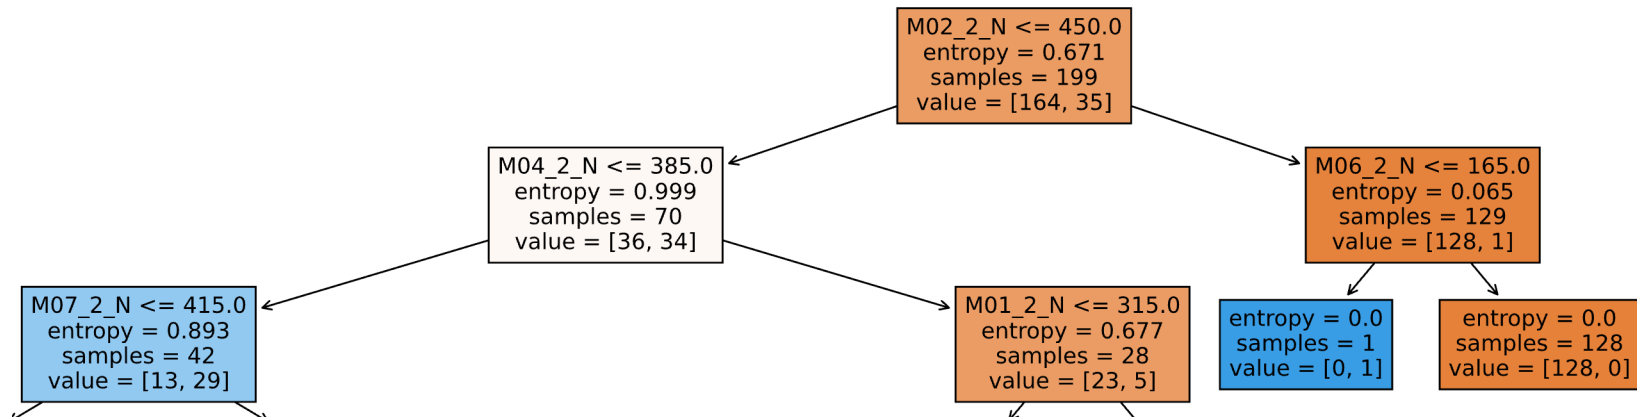 M02_2_N <= 450.0
entropy = 0.671
samples = 199
value = [164, 35]
M04_2_N <= 385.0
entropy = 0.999
samples = 70
value = [36, 34]
M06_2_N <= 165.0
entropy = 0.065
samples = 129
value = [128, 1]
M07_2_N <= 415.0
entropy = 0.893
samples = 42
value = [13, 29]
M01_2_N <= 315.0
entropy = 0.677
samples = 28
value = [23, 5]
entropy = 0.0
samples = 1
value = [0, 1]
entropy = 0.0
samples = 128
value = [128, 0]